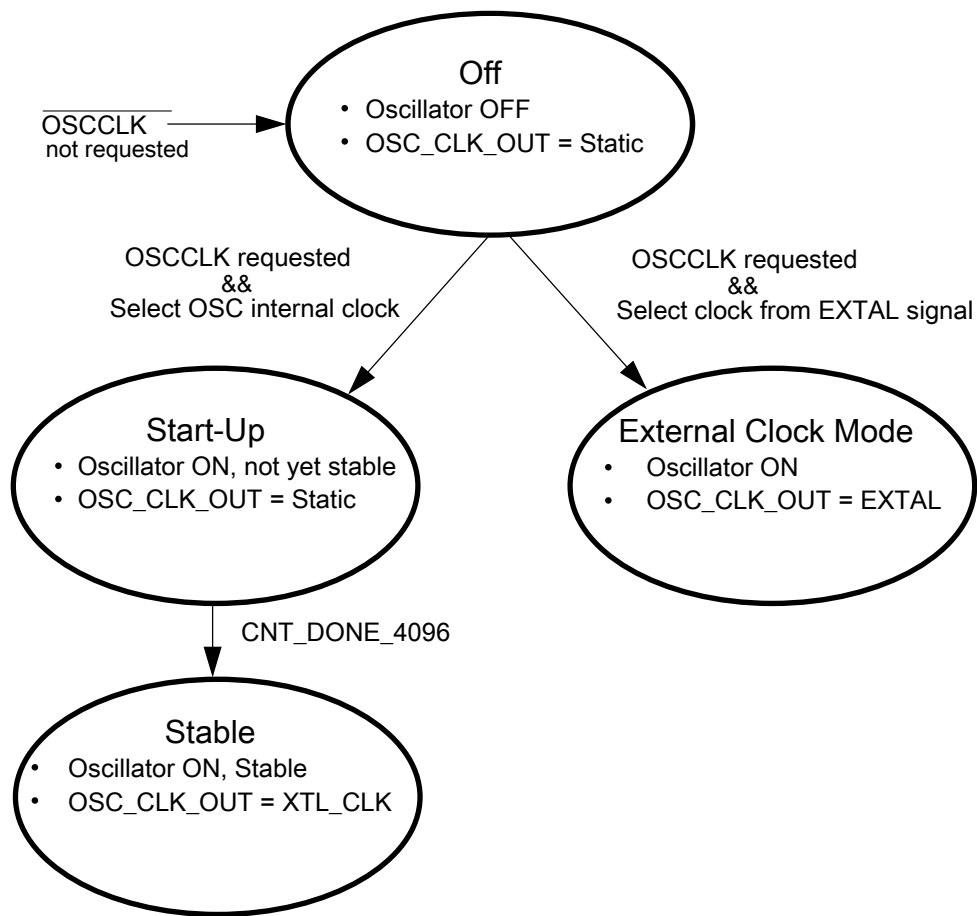 Off
• Oscillator OFF
• OSC_CLK_OUT = Static
OSCCLK
not requested
OSCCLK requested
&&
Select OSC internal clock
OSCCLK requested
&&
Select clock from EXTAL signal
Start-Up
• Oscillator ON, not yet stable
• OSC_CLK_OUT = Static
External Clock Mode
• Oscillator ON
• OSC_CLK_OUT = EXTAL
CNT_DONE_4096
Stable
• Oscillator ON, Stable
• OSC_CLK_OUT = XTL_CLK